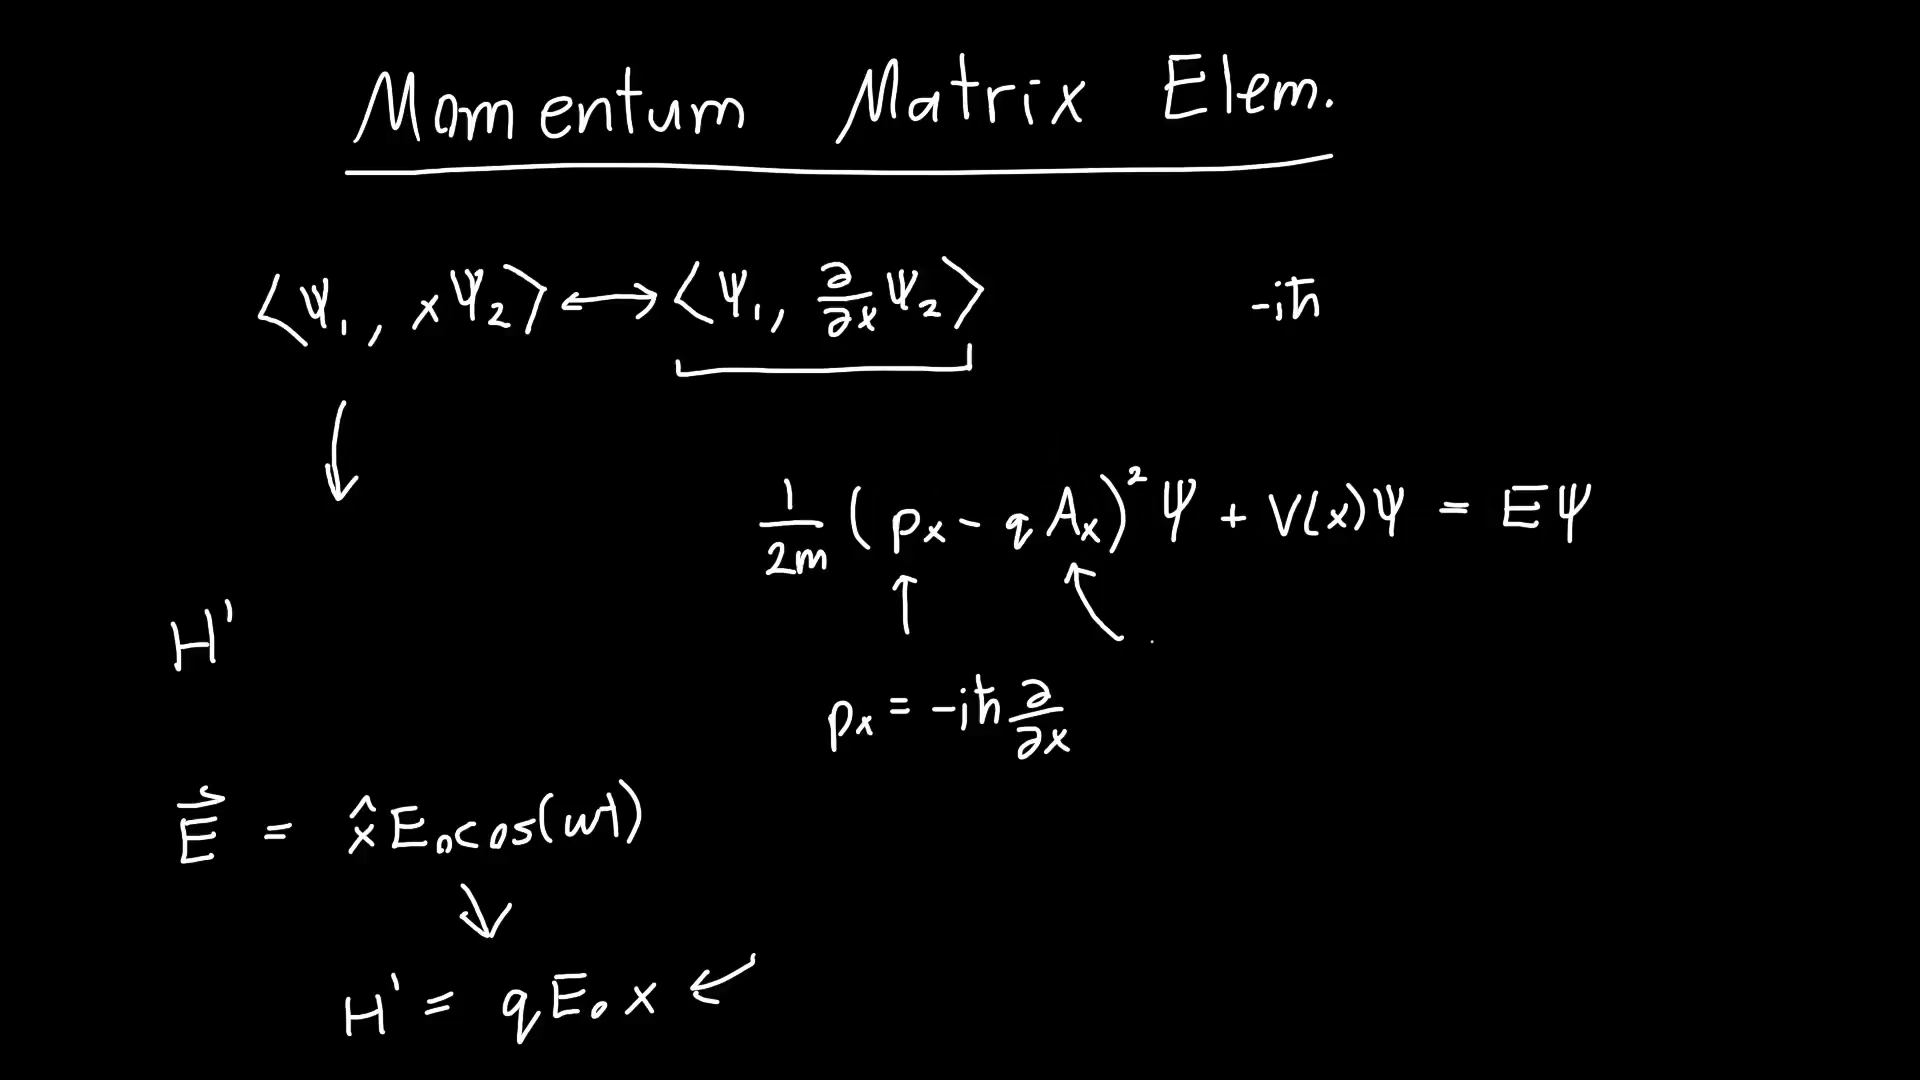 Momentum Matrix Elem.
⟨Ψ₁, xΨ₂⟩ ↔ ⟨Ψ₁, ∂/∂x Ψ₂⟩ -iħ
1/2m (pₓ - qAₓ)² Ψ + V(x)Ψ = EΨ
H'
pₓ = -iħ ∂/∂x
E⃗ = x̂ E₀cos(ωt)
H' = qE₀x